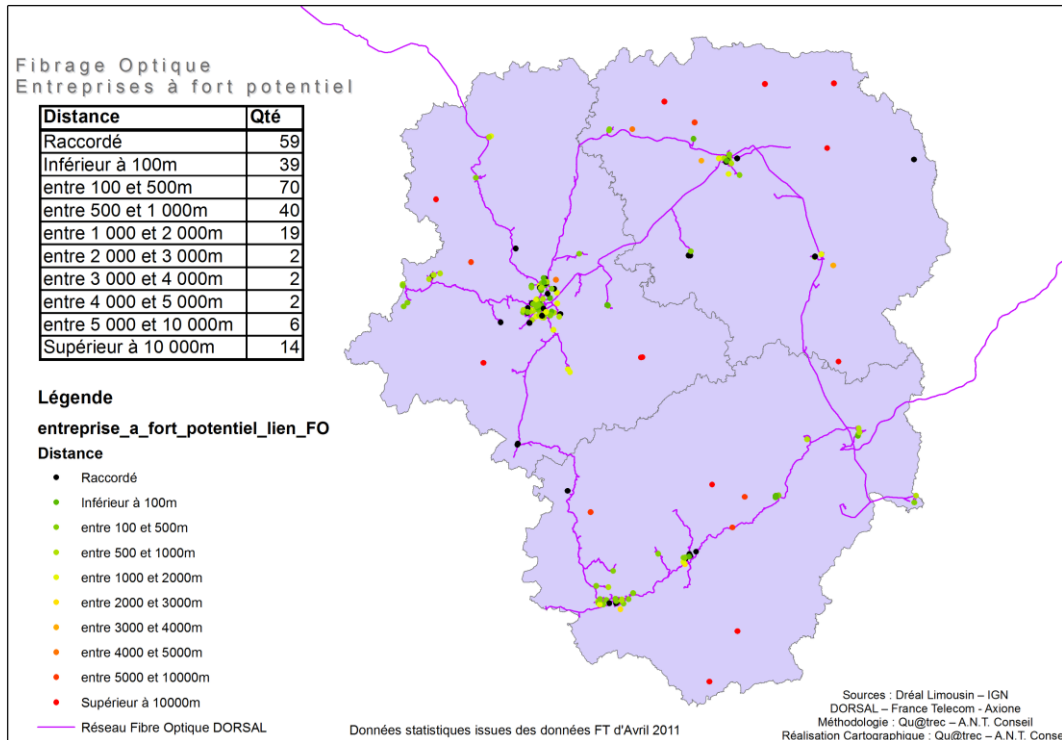 Fibrage Optique
Entreprises à fort potentiel
Distance Qté
Raccordé 59
Inférieur à 100m 39
entre 100 et 500m 70
entre 500 et 1 000m 40
entre 1 000 et 2 000m 19
entre 2 000 et 3 000m 2
entre 3 000 et 4 000m 2
entre 4 000 et 5 000m 2
entre 5 000 et 10 000m 6
Supérieur à 10 000m 14
Légende
entreprise_a_fort_potentiel_lien_FO
Distance
Raccordé
Inférieur à 100m
entre 100 et 500m
entre 500 et 1000m
entre 1000 et 2000m
entre 2000 et 3000m
entre 3000 et 4000m
entre 4000 et 5000m
entre 5000 et 10000m
Supérieur à 10000m
Réseau Fibre Optique DORSAL
Données statistiques issues des données FT d'Avril 2011
Sources : Dréal Limousin – IGN
DORSAL – France Telecom - Axione
Méthodologie : Qu@trec – A.N.T. Conseil
Réalisation Cartographique : Qu@trec – A.N.T. Conse